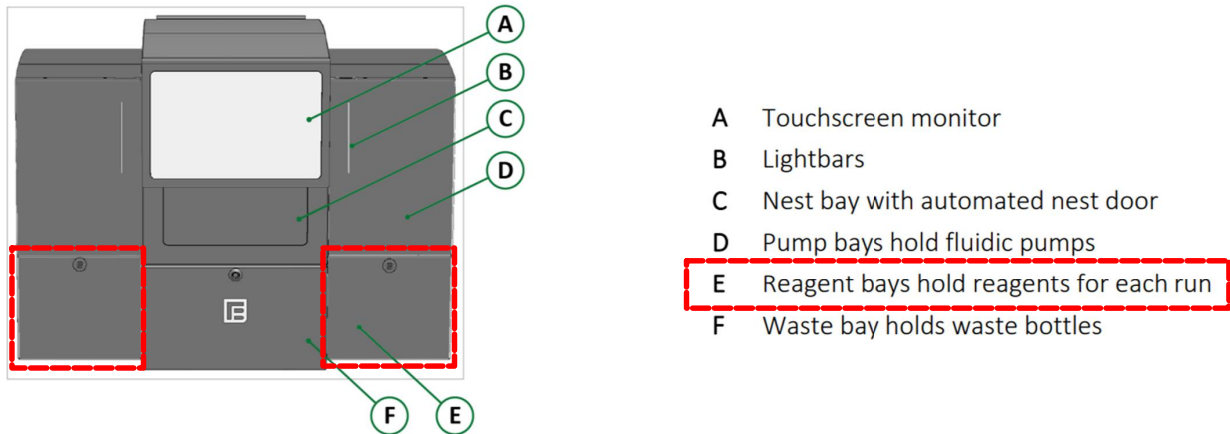 A
B
C
D
E
F
A Touchscreen monitor
B Lightbars
C Nest bay with automated nest door
D Pump bays hold fluidic pumps
E Reagent bays hold reagents for each run
F Waste bay holds waste bottles